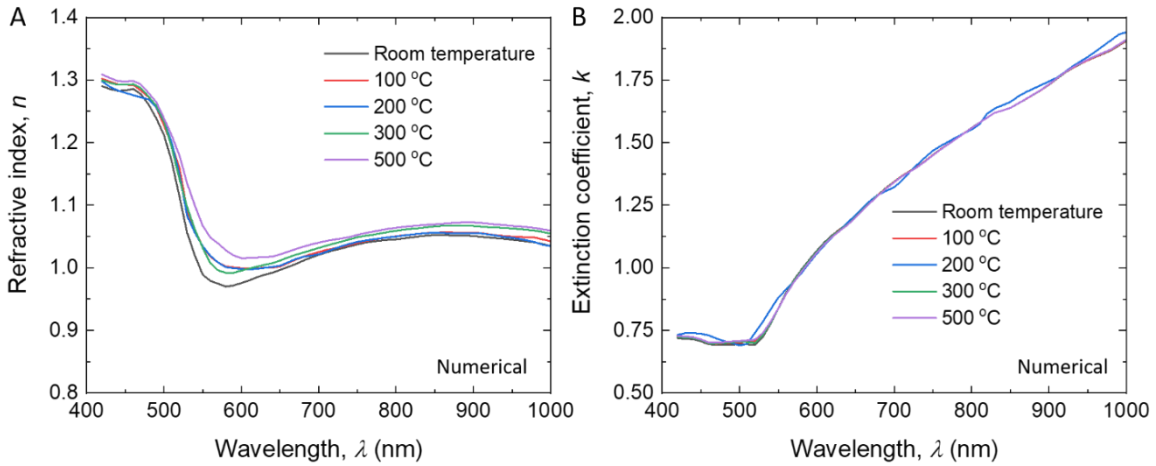 A
1.4
1.3
1.2
1.1
1.0
0.9
0.8
Refractive index, n
Room temperature
100 °C
200 °C
300 °C
500 °C
Numerical
400 500 600 700 800 900 1000
Wavelength, λ (nm)
B
2.00
1.75
1.50
1.25
1.00
0.75
0.50
Extinction coefficient, k
Room temperature
100 °C
200 °C
300 °C
500 °C
Numerical
400 500 600 700 800 900 1000
Wavelength, λ (nm)